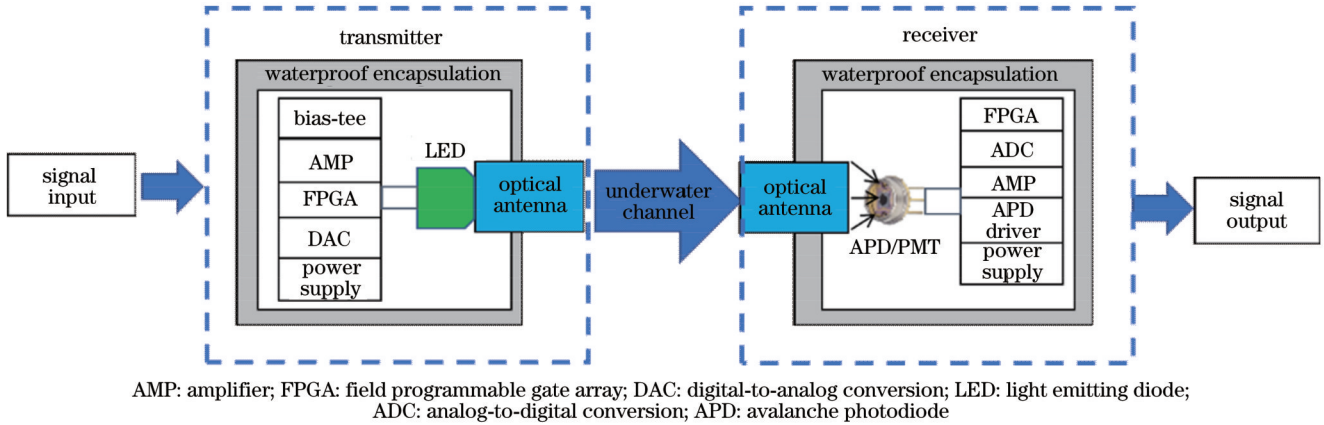 transmitter
receiver
waterproof encapsulation
waterproof encapsulation
signal
input
bias-tee
AMP
FPGA
DAC
power
supply
LED
optical
antenna
underwater
channel
optical
antenna
APD/PMT
FPGA
ADC
AMP
APD
driver
power
supply
signal
output
AMP: amplifier; FPGA: field programmable gate array; DAC: digital-to-analog conversion; LED: light emitting diode;
ADC: analog-to-digital conversion; APD: avalanche photodiode